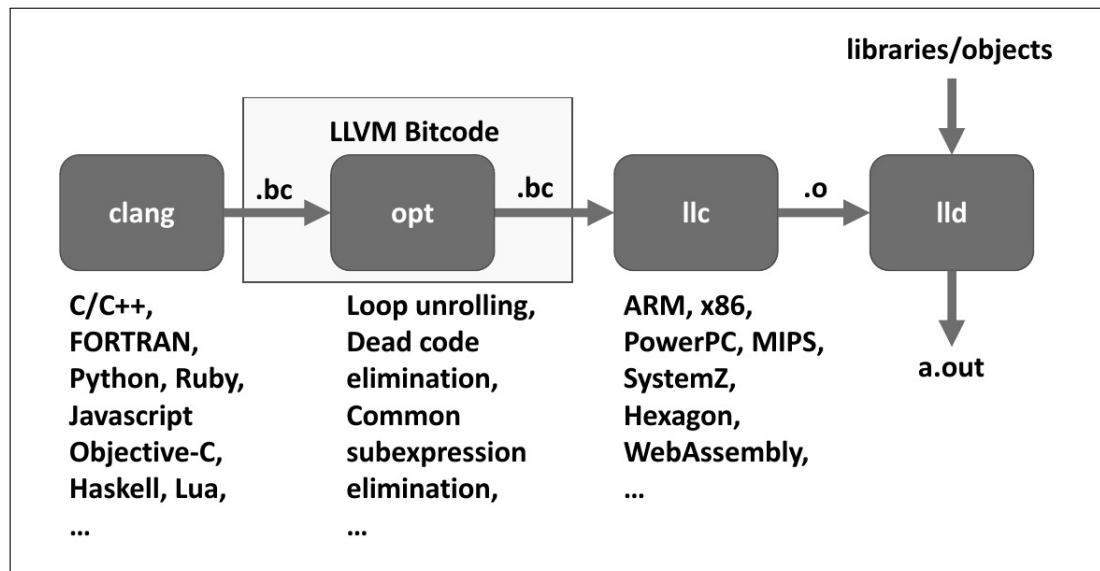 libraries/objects
LLVM Bitcode
clang
.bc
opt
.bc
llc
.o
lld
C/C++,
FORTRAN,
Python, Ruby,
Javascript
Objective-C,
Haskell, Lua,
...
Loop unrolling,
Dead code
elimination,
Common
subexpression
elimination,
...
ARM, x86,
PowerPC, MIPS,
SystemZ,
Hexagon,
WebAssembly,
...
a.out